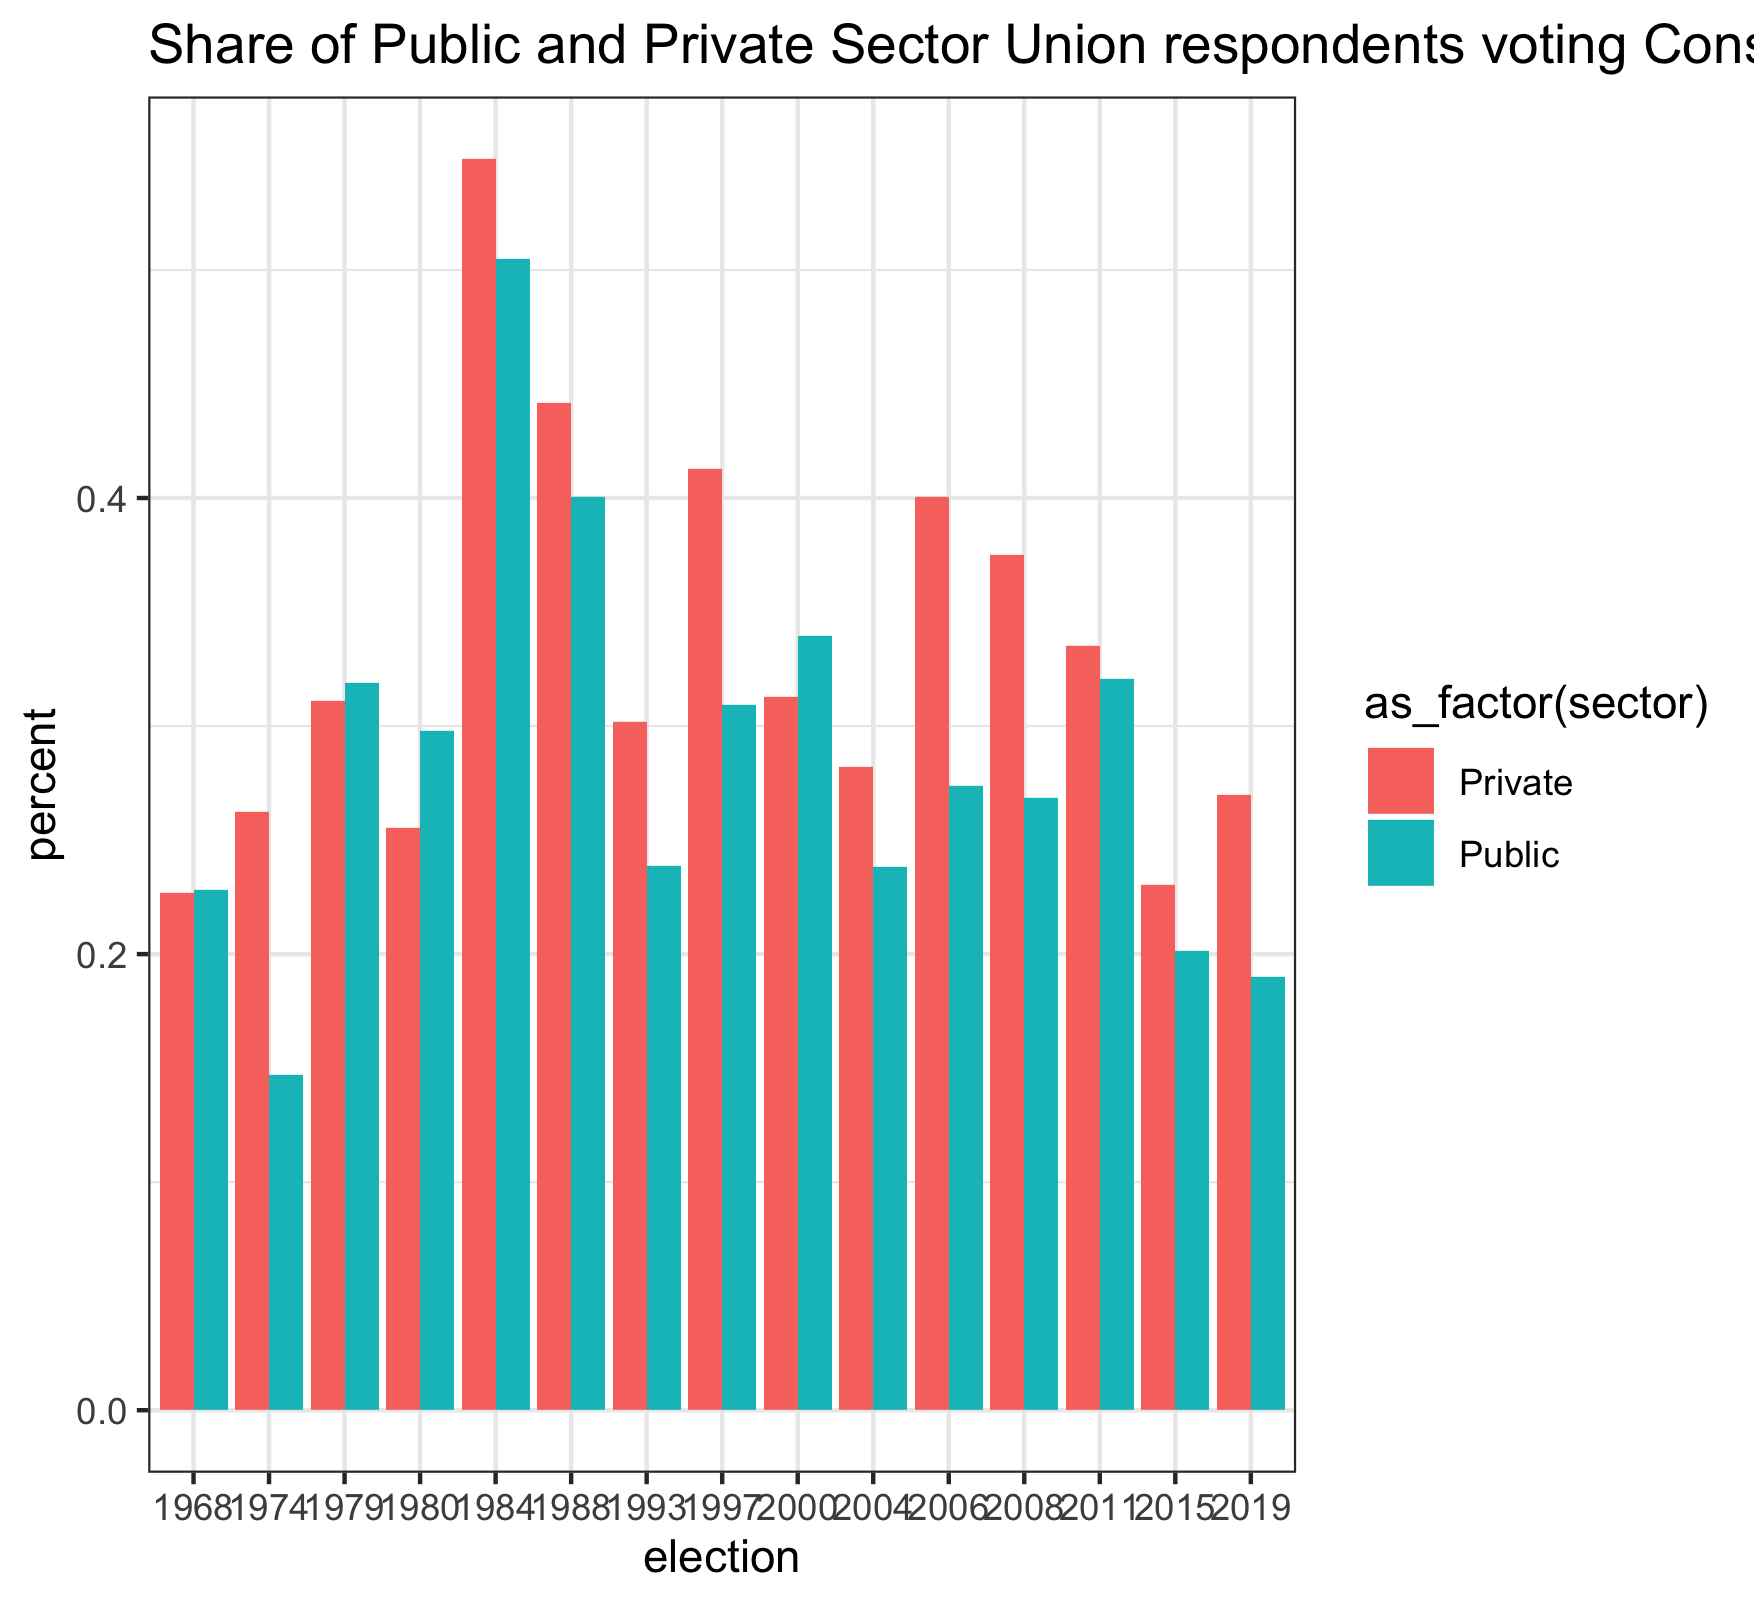 Share of Public and Private Sector Union respondents voting Cons
percent
0.4
0.2
0.0
1968 1974 1979 1980 1984 1988 1993 1997 2000 2004 2006 2008 2011 2015 2019
election
as_factor(sector)
Private
Public